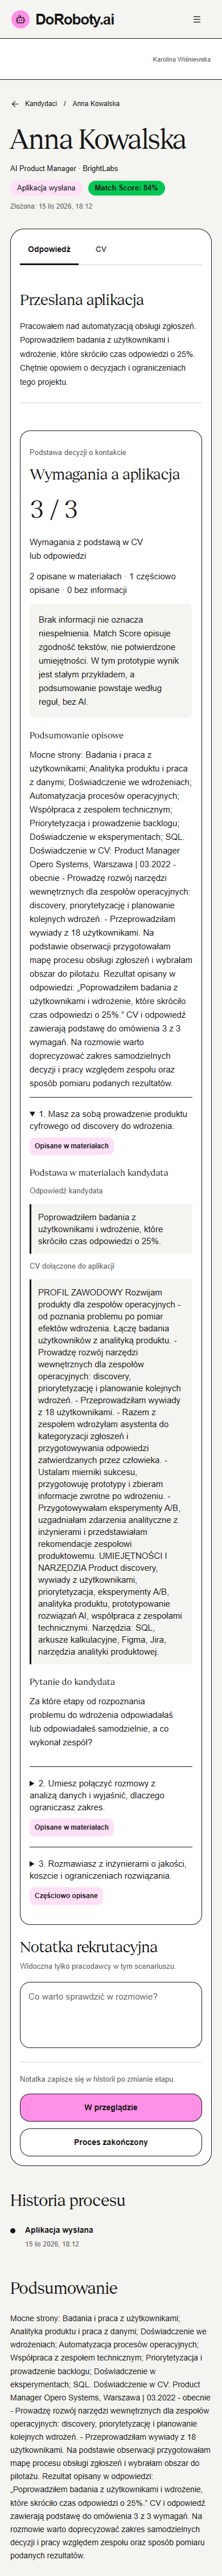 DoRoboty.ai
Karolina Wiśniewska
Kandydaci / Anna Kowalska
Anna Kowalska
AI Product Manager · BrightLabs
Aplikacja wysłana
Match Score: 84%
Złożona: 15 lis 2026, 18:12
Odpowiedź
CV
Przesłana aplikacja
Pracowałem nad automatyzacją obsługi zgłoszeń.
Poprowadziłem badania z użytkownikami i
wdrożenie, które skróciło czas odpowiedzi o 25%.
Chętnie opowiem o decyzjach i ograniczeniach
tego projektu.
Podstawa decyzji o kontakcie
Wymagania a aplikacja
3 / 3
Wymagania z podstawą w CV
lub odpowiedzi
2 opisane w materiałach · 1 częściowo
opisane · 0 bez informacji
Brak informacji nie oznacza
niespełnienia. Match Score opisuje
zgodność tekstów, nie potwierdzone
umiejętności. W tym prototypie wynik
jest stałym przykładem, a
podsumowanie powstaje według
reguł, bez AI.
Podsumowanie opisowe
Mocne strony: Badania i praca z
użytkownikami; Analityka produktu i praca
z danymi; Doświadczenie we wdrożeniach;
Automatyzacja procesów operacyjnych;
Współpraca z zespołem technicznym;
Priorytetyzacja i prowadzenie backlogu;
Doświadczenie w eksperymentach; SQL.
Doświadczenie w CV: Product Manager
Opero Systems, Warszawa | 03.2022 -
obecnie - Prowadzę rozwój narzędzi
wewnętrznych dla zespołów operacyjnych:
discovery, priorytetyzację i planowanie
kolejnych wdrożeń. - Przeprowadziłam
wywiady z 18 użytkownikami. Na
podstawie obserwacji przygotowałam
mapę procesu obsługi zgłoszeń i wybrałam
obszar do pilotażu. Rezultat opisany w
odpowiedzi: „Poprowadziłem badania z
użytkownikami i wdrożenie, które skróciło
czas odpowiedzi o 25%.” CV i odpowiedź
zawierają podstawę do omówienia 3 z 3
wymagań. Na rozmowie warto
doprecyzować zakres samodzielnych
decyzji i pracy względem zespołu oraz
sposób pomiaru podanych rezultatów.
1. Masz za sobą prowadzenie produktu
cyfrowego od discovery do wdrożenia.
Opisane w materiałach
Podstawa w materiałach kandydata
Odpowiedź kandydata
Poprowadziłem badania z
użytkownikami i wdrożenie, które
skróciło czas odpowiedzi o 25%.
CV dołączone do aplikacji
PROFIL ZAWODOWY Rozwijam
produkty dla zespołów operacyjnych -
od poznania problemu po pomiar
efektów wdrożenia. Łączę badania
użytkowników z analityką produktu. -
Prowadzę rozwój narzędzi
wewnętrznych dla zespołów
operacyjnych: discovery,
priorytetyzację i planowanie kolejnych
wdrożeń. - Przeprowadziłam wywiady
z 18 użytkownikami. - Razem z
zespołem wdrożyłam asystenta do
kategoryzacji zgłoszeń i
przygotowywania odpowiedzi
zatwierdzanych przez człowieka. -
Ustalam mierniki sukcesu,
przygotowuję prototypy i zbieram
informacje zwrotne po wdrożeniu. -
Przygotowywałam eksperymenty A/B,
uzgadniałam zdarzenia analityczne z
inżynierami i przedstawiałam
rekomendacje zespołowi
produktowemu. UMIEJĘTNOŚCI I
NARZĘDZIA Product discovery,
wywiady z użytkownikami,
priorytetyzacja, eksperymenty A/B,
analityka produktu, prototypowanie
rozwiązań AI, współpraca z zespołami
technicznymi. Narzędzia: SQL,
arkusze kalkulacyjne, Figma, Jira,
narzędzia analityki produktowej.
Pytanie do kandydata
Za które etapy od rozpoznania
problemu do wdrożenia odpowiadałaś
lub odpowiadałeś samodzielnie, a co
wykonał zespół?
2. Umiesz połączyć rozmowy z
analizą danych i wyjaśnić, dlaczego
ograniczasz zakres.
Opisane w materiałach
3. Rozmawiasz z inżynierami o jakości,
koszcie i ograniczeniach rozwiązania.
Częściowo opisane
Notatka rekrutacyjna
Widoczna tylko pracodawcy w tym scenariuszu.
Co warto sprawdzić w rozmowie?
Notatka zapisze się w historii po zmianie etapu.
W przeglądzie
Proces zakończony
Historia procesu
Aplikacja wysłana
15 lis 2026, 18:12
Podsumowanie
Mocne strony: Badania i praca z użytkownikami;
Analityka produktu i praca z danymi; Doświadczenie we
wdrożeniach; Automatyzacja procesów operacyjnych;
Współpraca z zespołem technicznym; Priorytetyzacja i
prowadzenie backlogu; Doświadczenie w
eksperymentach; SQL. Doświadczenie w CV: Product
Manager Opero Systems, Warszawa | 03.2022 - obecnie
- Prowadzę rozwój narzędzi wewnętrznych dla zespołów
operacyjnych: discovery, priorytetyzację i planowanie
kolejnych wdrożeń. - Przeprowadziłam wywiady z 18
użytkownikami. Na podstawie obserwacji przygotowałam
mapę procesu obsługi zgłoszeń i wybrałam obszar do
pilotażu. Rezultat opisany w odpowiedzi:
„Poprowadziłem badania z użytkownikami i wdrożenie,
które skróciło czas odpowiedzi o 25%.” CV i odpowiedź
zawierają podstawę do omówienia 3 z 3 wymagań. Na
rozmowie warto doprecyzować zakres samodzielnych
decyzji i pracy względem zespołu oraz sposób pomiaru
podanych rezultatów.